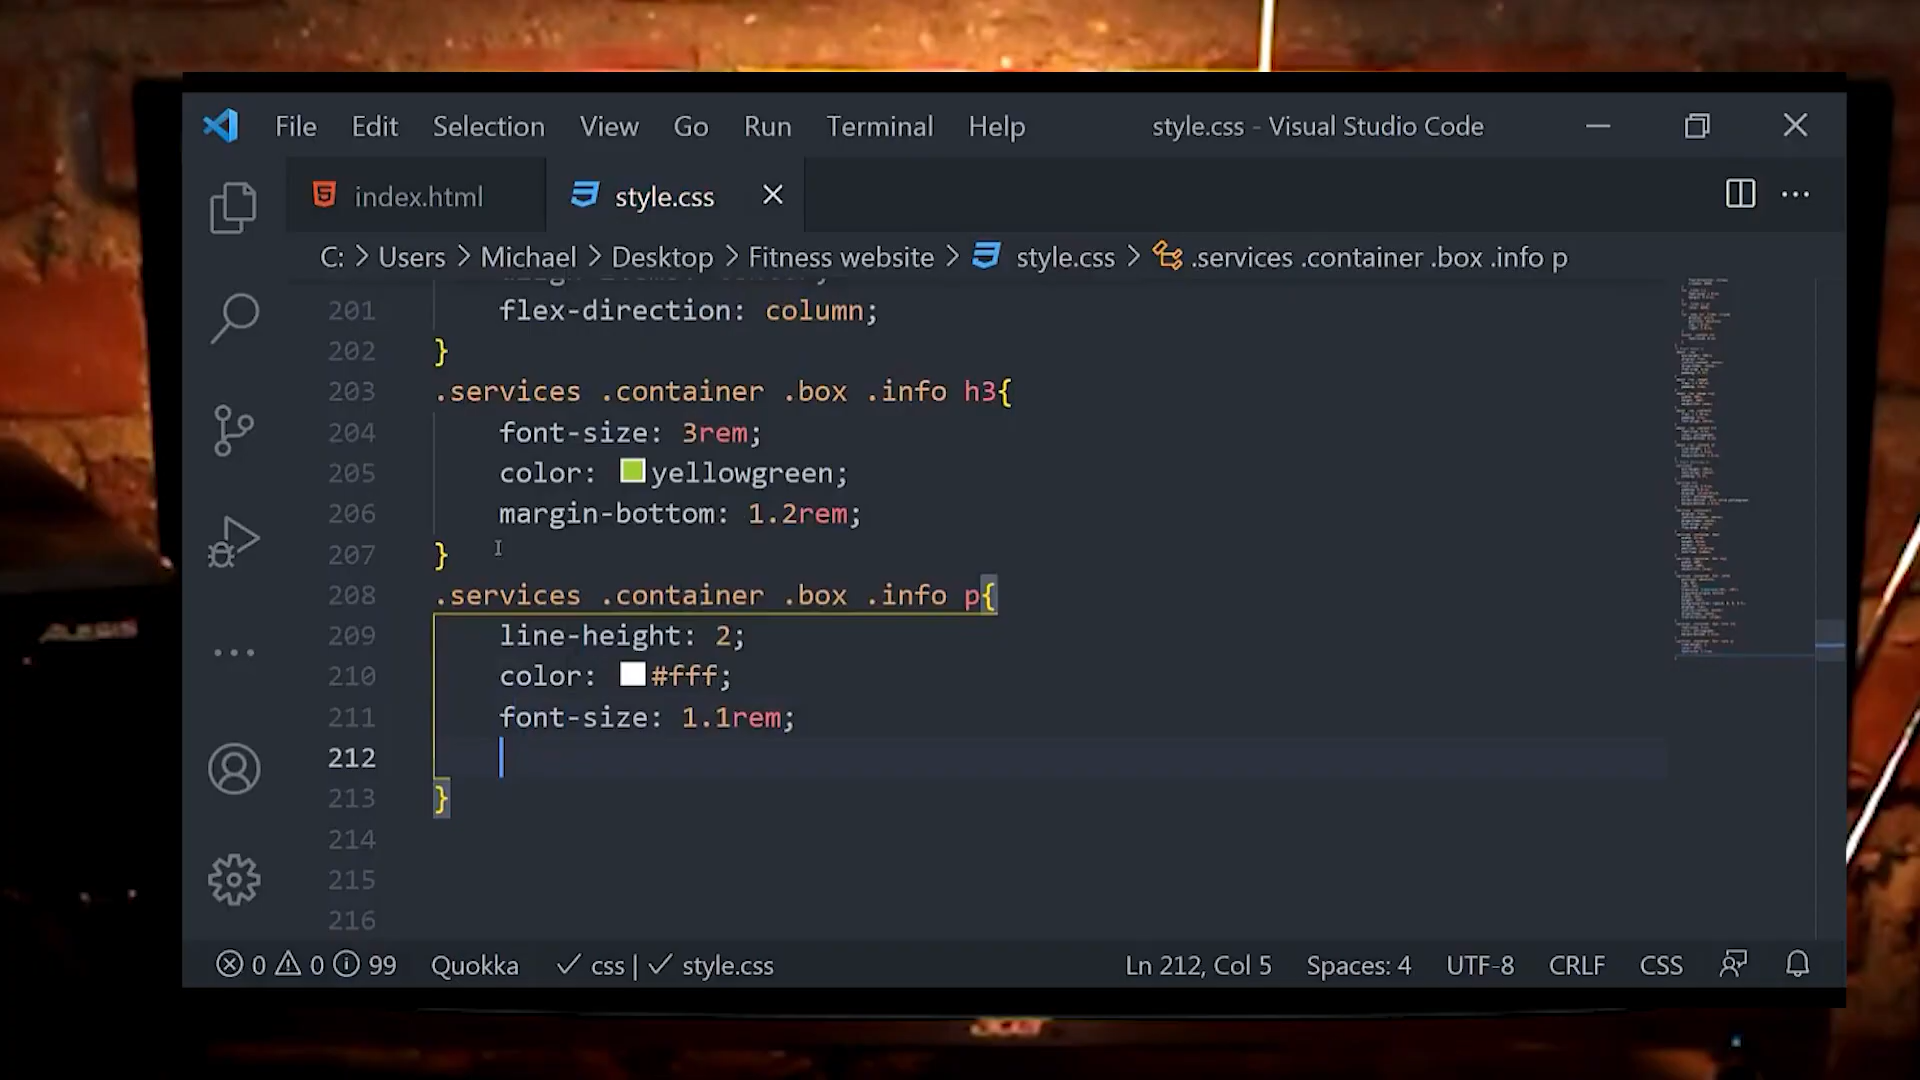 File Edit Selection View Go Run Terminal Help style.css - Visual Studio Code
index.html style.css
C: > Users > Michael > Desktop > Fitness website > style.css > .services .container .box .info p
201 flex-direction: column;
202 }
203 .services .container .box .info h3{
204 font-size: 3rem;
205 color: yellowgreen;
206 margin-bottom: 1.2rem;
207 }
208 .services .container .box .info p{
209 line-height: 2;
210 color: #fff;
211 font-size: 1.1rem;
212
213 }
214
215
216
0 0 99 Quokka ✓ css | ✓ style.css Ln 212, Col 5 Spaces: 4 UTF-8 CRLF CSS